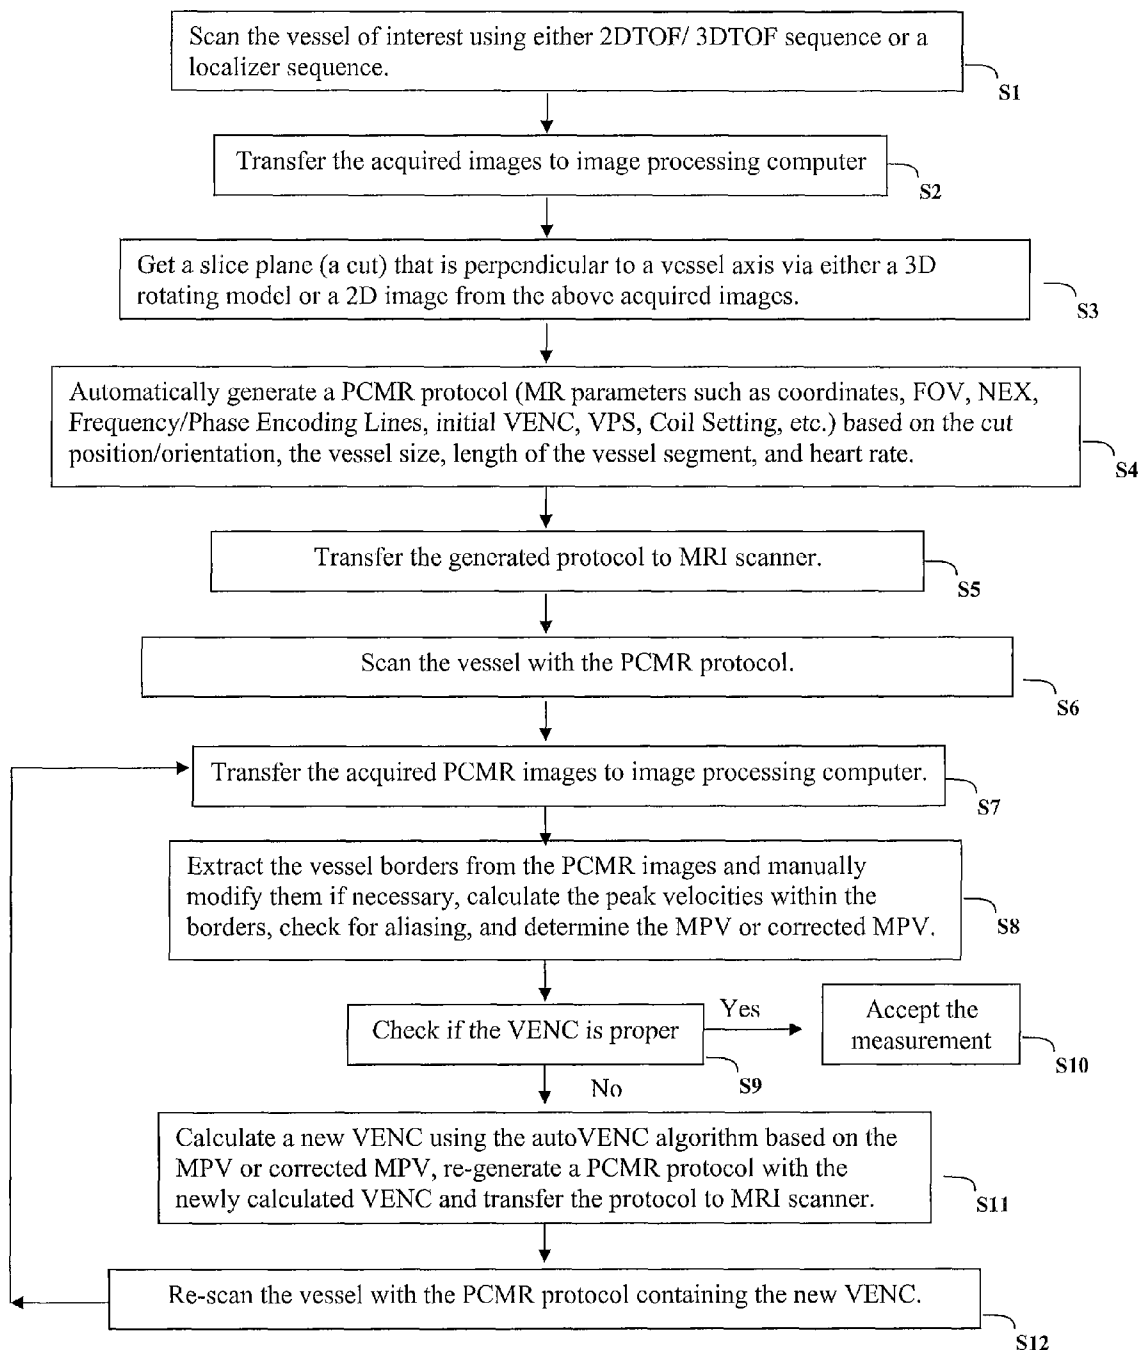 Scan the vessel of interest using either 2DTOF/ 3DTOF sequence or a
localizer sequence.
S1
Transfer the acquired images to image processing computer
S2
Get a slice plane (a cut) that is perpendicular to a vessel axis via either a 3D
rotating model or a 2D image from the above acquired images.
S3
Automatically generate a PCMR protocol (MR parameters such as coordinates, FOV, NEX,
Frequency/Phase Encoding Lines, initial VENC, VPS, Coil Setting, etc.) based on the cut
position/orientation, the vessel size, length of the vessel segment, and heart rate.
S4
Transfer the generated protocol to MRI scanner.
S5
Scan the vessel with the PCMR protocol.
S6
Transfer the acquired PCMR images to image processing computer.
S7
Extract the vessel borders from the PCMR images and manually
modify them if necessary, calculate the peak velocities within the
borders, check for aliasing, and determine the MPV or corrected MPV.
S8
Check if the VENC is proper
S9
Yes
Accept the
measurement
S10
No
Calculate a new VENC using the autoVENC algorithm based on the
MPV or corrected MPV, re-generate a PCMR protocol with the
newly calculated VENC and transfer the protocol to MRI scanner.
S11
Re-scan the vessel with the PCMR protocol containing the new VENC.
S12